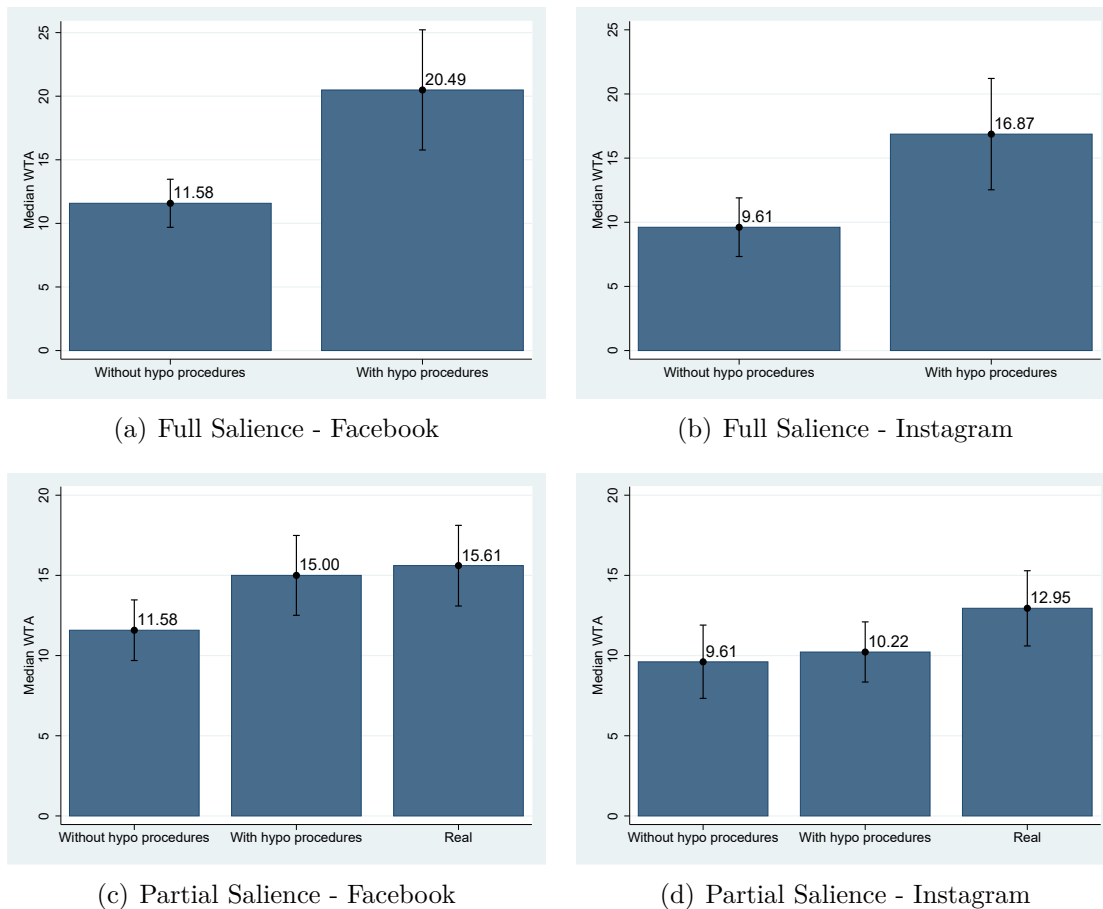 Median WTA
25
20
15
10
5
0
11.58
20.49
Without hypo procedures
With hypo procedures
(a) Full Salience - Facebook
Median WTA
25
20
15
10
5
0
9.61
16.87
Without hypo procedures
With hypo procedures
(b) Full Salience - Instagram
Median WTA
20
15
10
5
0
11.58
15.00
15.61
Without hypo procedures
With hypo procedures
Real
(c) Partial Salience - Facebook
Median WTA
20
15
10
5
0
9.61
10.22
12.95
Without hypo procedures
With hypo procedures
Real
(d) Partial Salience - Instagram